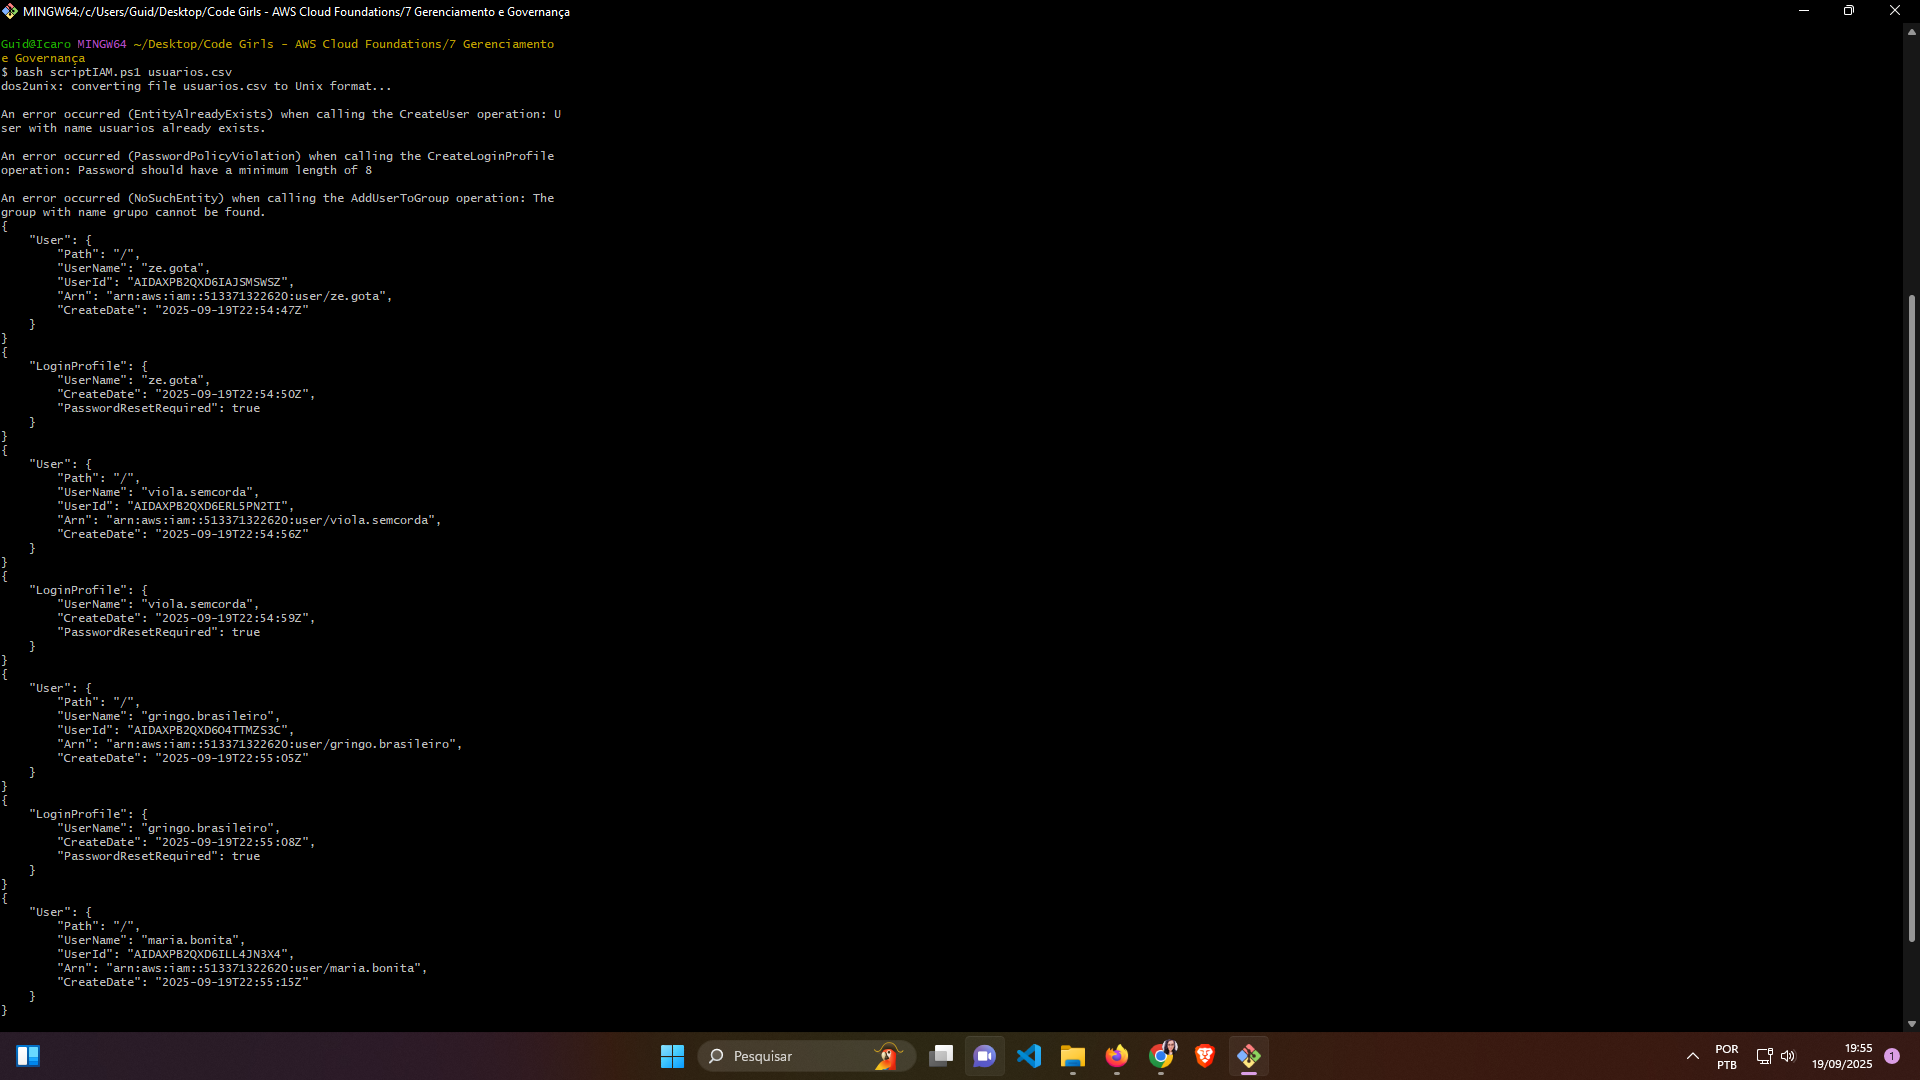 MINGW64:/c/Users/Guid/Desktop/Code Girls - AWS Cloud Foundations/7 Gerenciamento e Governança
Guid@Icaro MINGW64 ~/Desktop/Code Girls - AWS Cloud Foundations/7 Gerenciamento
e Governança
$ bash scriptIAM.ps1 usuarios.csv
dos2unix: converting file usuarios.csv to Unix format...
An error occurred (EntityAlreadyExists) when calling the CreateUser operation: U
ser with name usuarios already exists.
An error occurred (PasswordPolicyViolation) when calling the CreateLoginProfile
operation: Password should have a minimum length of 8
An error occurred (NoSuchEntity) when calling the AddUserToGroup operation: The
group with name grupo cannot be found.
{
    "User": {
        "Path": "/",
        "UserName": "ze.gota",
        "UserId": "AIDAXPB2QXD6IAJSMSWSZ",
        "Arn": "arn:aws:iam::513371322620:user/ze.gota",
        "CreateDate": "2025-09-19T22:54:47Z"
    }
}
{
    "LoginProfile": {
        "UserName": "ze.gota",
        "CreateDate": "2025-09-19T22:54:50Z",
        "PasswordResetRequired": true
    }
}
{
    "User": {
        "Path": "/",
        "UserName": "viola.semcorda",
        "UserId": "AIDAXPB2QXD6ERL5PN2TI",
        "Arn": "arn:aws:iam::513371322620:user/viola.semcorda",
        "CreateDate": "2025-09-19T22:54:56Z"
    }
}
{
    "LoginProfile": {
        "UserName": "viola.semcorda",
        "CreateDate": "2025-09-19T22:54:59Z",
        "PasswordResetRequired": true
    }
}
{
    "User": {
        "Path": "/",
        "UserName": "gringo.brasileiro",
        "UserId": "AIDAXPB2QXD6O4TTMZS3C",
        "Arn": "arn:aws:iam::513371322620:user/gringo.brasileiro",
        "CreateDate": "2025-09-19T22:55:05Z"
    }
}
{
    "LoginProfile": {
        "UserName": "gringo.brasileiro",
        "CreateDate": "2025-09-19T22:55:08Z",
        "PasswordResetRequired": true
    }
}
{
    "User": {
        "Path": "/",
        "UserName": "maria.bonita",
        "UserId": "AIDAXPB2QXD6ILL4JN3X4",
        "Arn": "arn:aws:iam::513371322620:user/maria.bonita",
        "CreateDate": "2025-09-19T22:55:15Z"
    }
}
Pesquisar
POR
PTB
19:55
19/09/2025
1